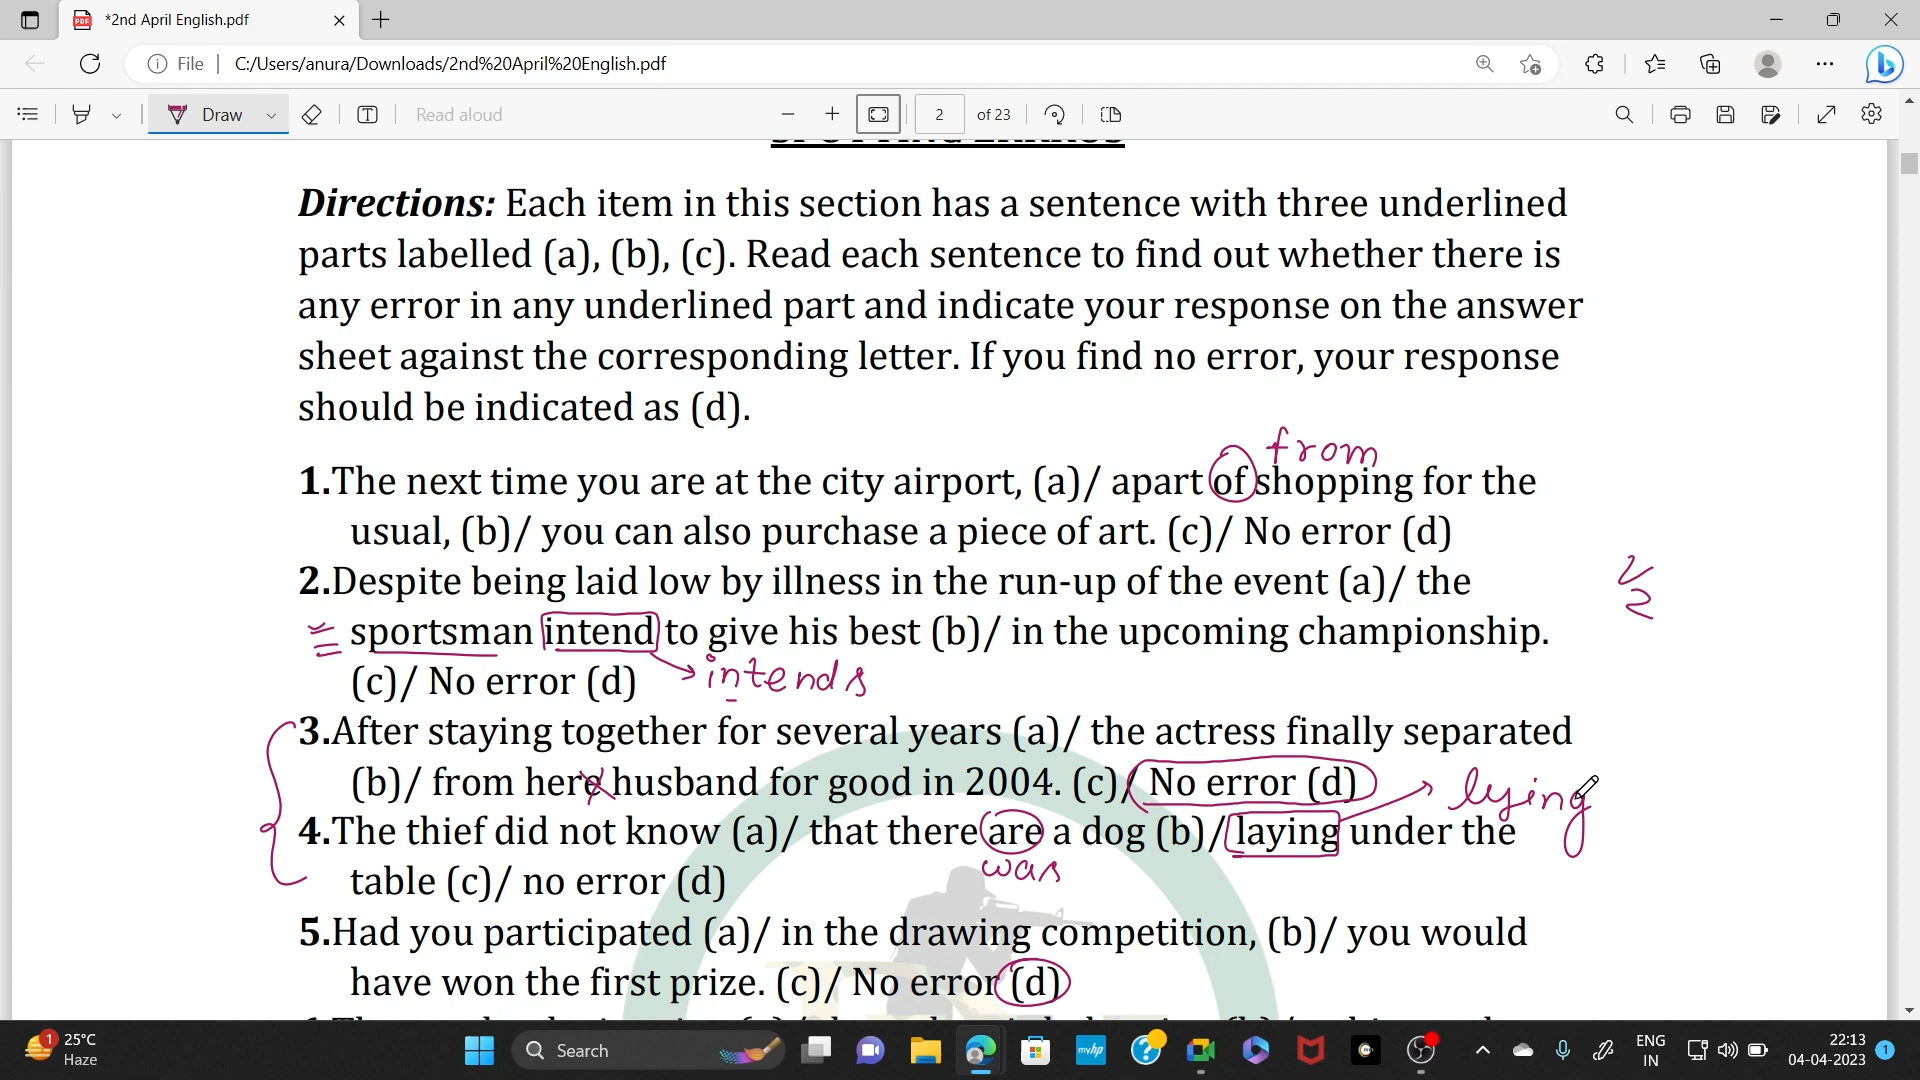 *2nd April English.pdf
File
C:/Users/anura/Downloads/2nd%20April%20English.pdf
Draw
Read aloud
2
of 23
Directions: Each item in this section has a sentence with three underlined
parts labelled (a), (b), (c). Read each sentence to find out whether there is
any error in any underlined part and indicate your response on the answer
sheet against the corresponding letter. If you find no error, your response
should be indicated as (d).
from
1.The next time you are at the city airport, (a)/ apart of shopping for the
usual, (b)/ you can also purchase a piece of art. (c)/ No error (d)
2.Despite being laid low by illness in the run-up of the event (a)/ the
sportsman intend to give his best (b)/ in the upcoming championship.
(c)/ No error (d)
intends
3.After staying together for several years (a)/ the actress finally separated
(b)/ from here husband for good in 2004. (c)/ No error (d)
lying
4.The thief did not know (a)/ that there are a dog (b)/ laying under the
was
table (c)/ no error (d)
5.Had you participated (a)/ in the drawing competition, (b)/ you would
have won the first prize. (c)/ No error (d)
1
25°C
Haze
Search
myhp
ENG
IN
22:13
04-04-2023
1